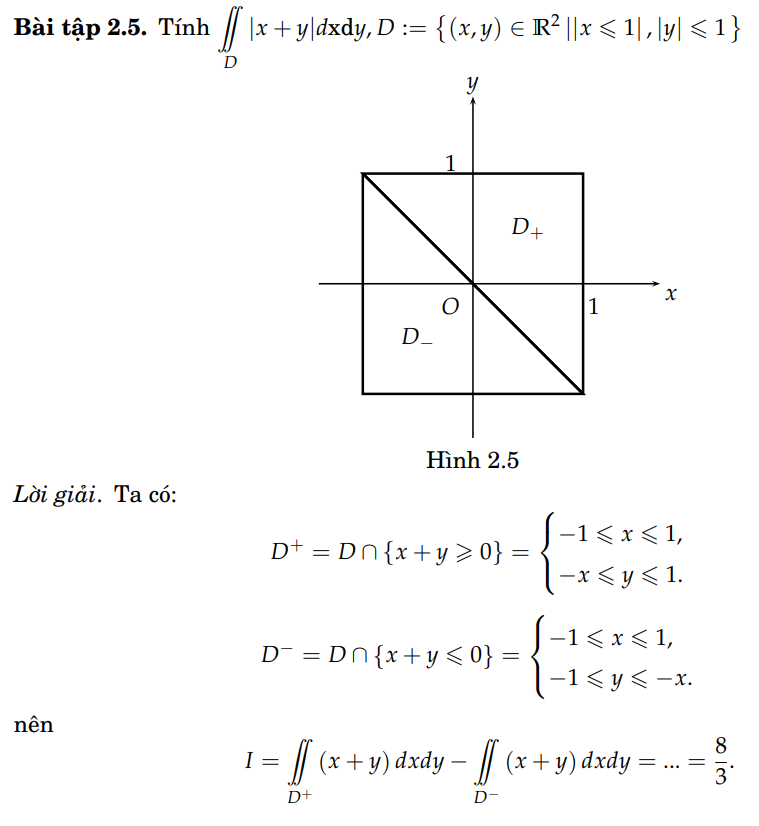 Bài tập 2.5. Tính ∬_D |x + y|dxdy, D := {(x, y) ∈ ℝ² ||x ⩽ 1| , |y| ⩽ 1}
y
1
D₊
O
1
x
D₋
Hình 2.5
Lời giải. Ta có:
D⁺ = D ∩ {x + y ⩾ 0} = { −1 ⩽ x ⩽ 1,
−x ⩽ y ⩽ 1.
D⁻ = D ∩ {x + y ⩽ 0} = { −1 ⩽ x ⩽ 1,
−1 ⩽ y ⩽ −x.
nên
I = ∬_{D⁺} (x + y) dxdy − ∬_{D⁻} (x + y) dxdy = ... = 8/3.